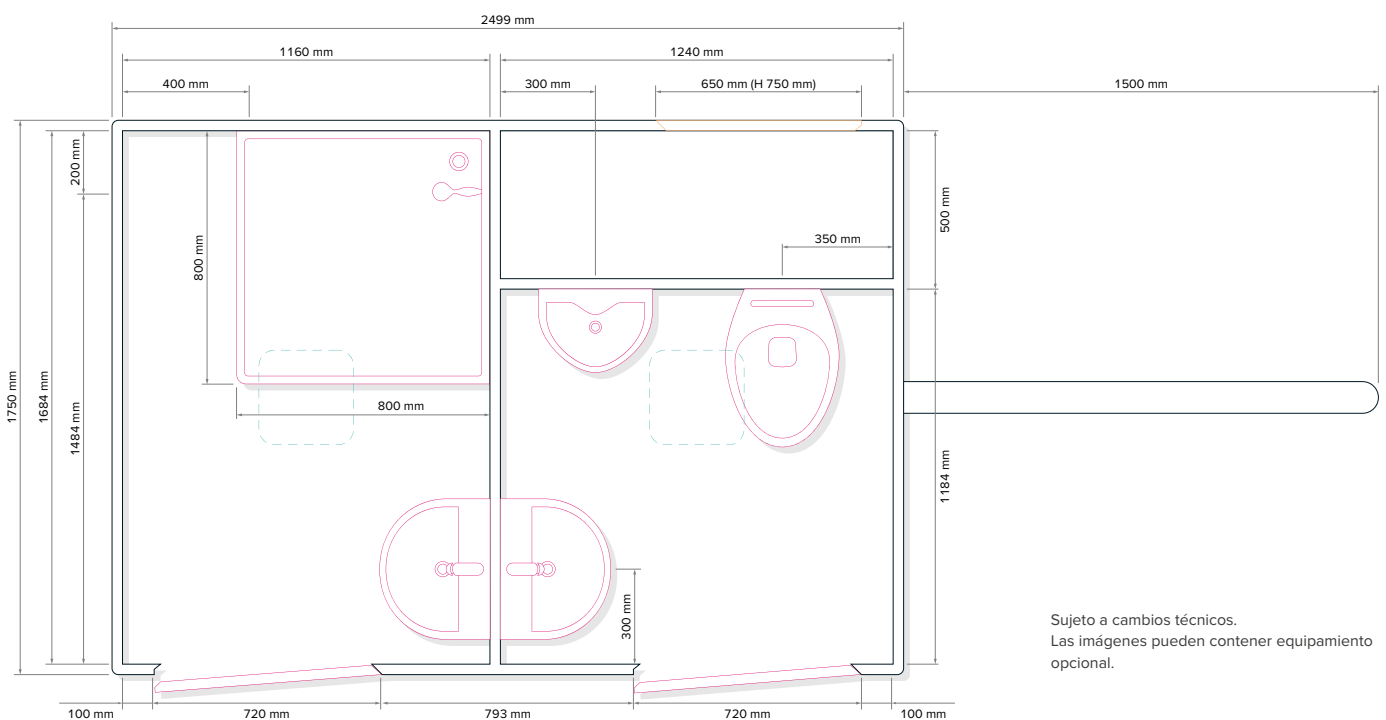 2499 mm
1160 mm
1240 mm
400 mm
300 mm
650 mm (H 750 mm)
1500 mm
200 mm
500 mm
350 mm
800 mm
1750 mm
1684 mm
1484 mm
800 mm
1184 mm
300 mm
Sujeto a cambios técnicos.
Las imágenes pueden contener equipamiento
opcional.
100 mm
720 mm
793 mm
720 mm
100 mm